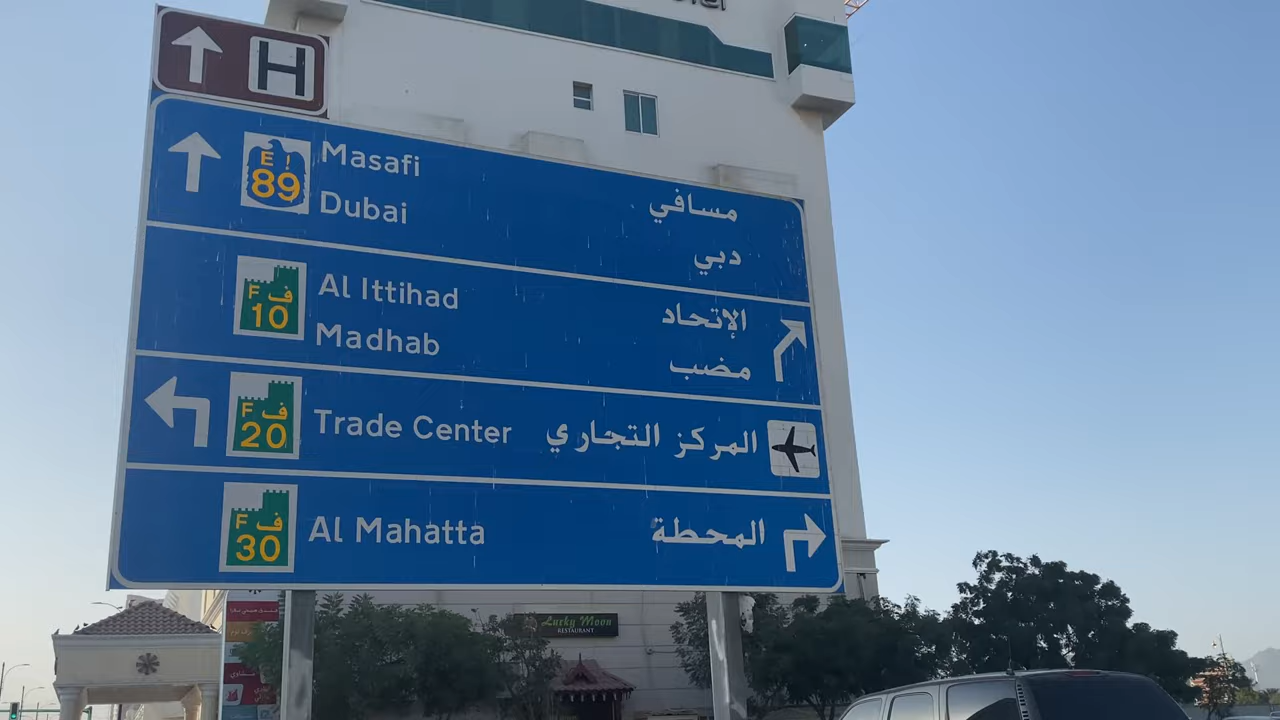 H
E !
89
Masafi
مسافي
Dubai
دبي
F ف
10
Al Ittihad
الإتحاد
Madhab
مضب
F ف
20
Trade Center
المركز التجاري
F ف
30
Al Mahatta
المحطة
Lucky Moon
RESTAURANT